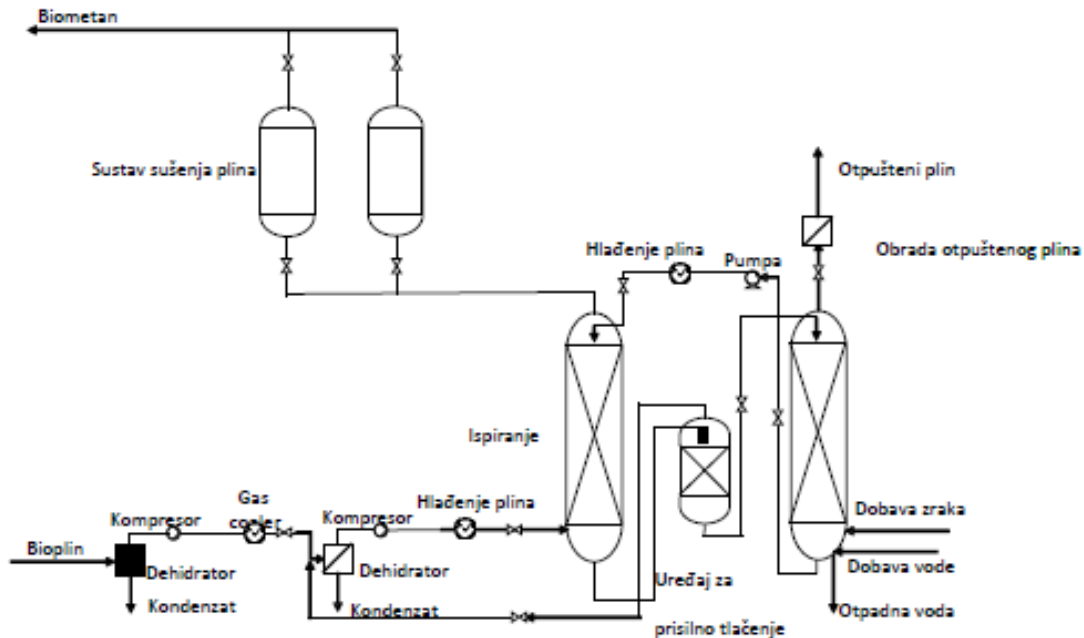 Biometan
Sustav sušenja plina
Otpušteni plin
Hlađenje plina
Pumpa
Obrada otpuštenog plina
Ispiranje
Gas
cooler
Kompresor
Kompresor
Hlađenje plina
Dobava zraka
Bioplin
Dehidrator
Dehidrator
Uređaj za
Dobava vode
Kondenzat
Kondenzat
Otpadna voda
prisilno tlačenje